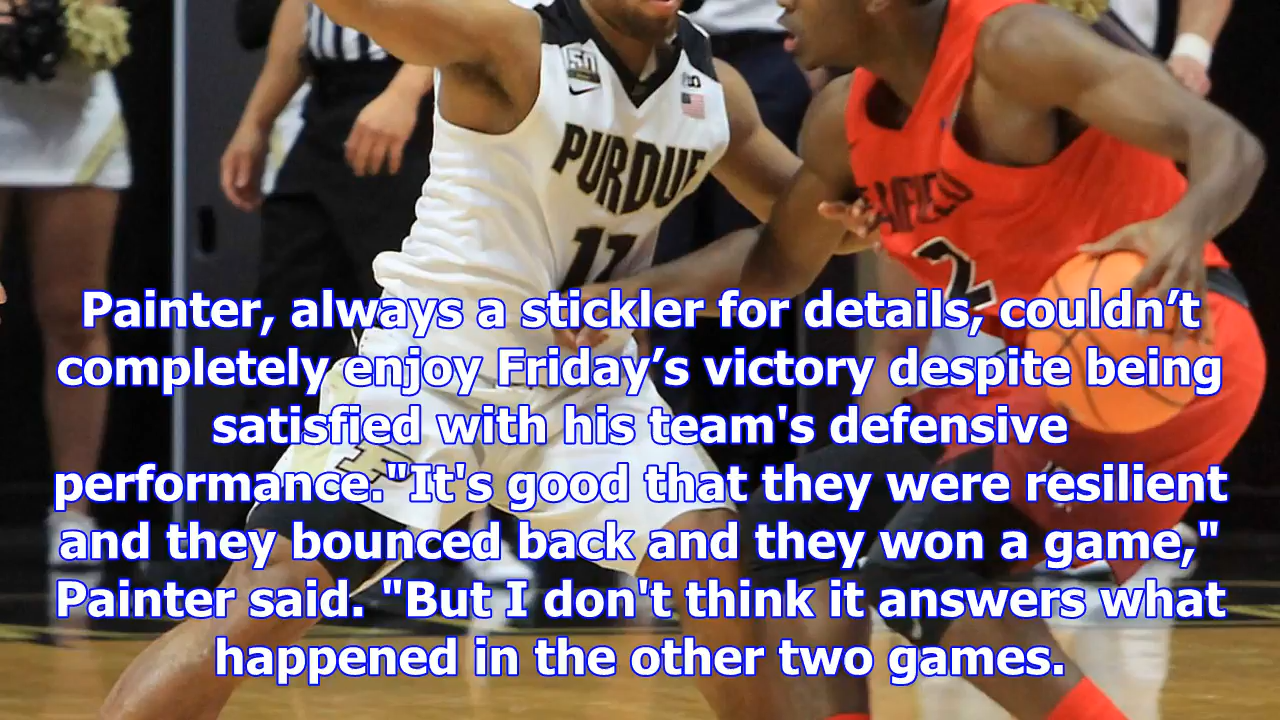 50
B
PURDUE
11
2
Painter, always a stickler for details, couldn’t
completely enjoy Friday’s victory despite being
satisfied with his team's defensive
performance. "It's good that they were resilient
and they bounced back and they won a game,"
Painter said. "But I don't think it answers what
happened in the other two games.